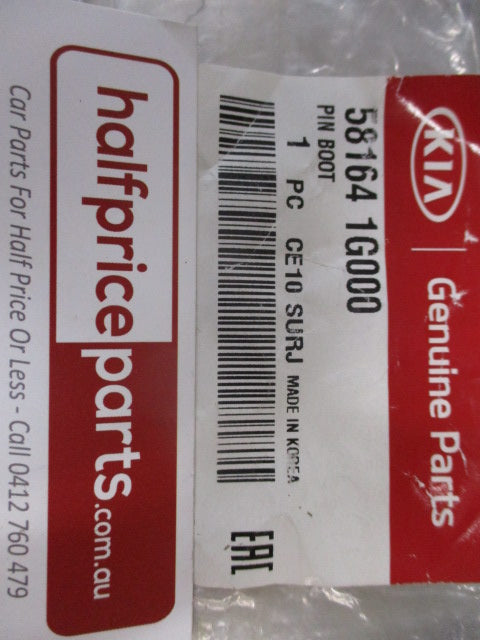 KIA Genuine Parts
58164 1G000
PIN BOOT
1 PC CE10 SURJ MADE IN KOREA
EAC
halfpriceparts.com.au
Car Parts For Half Price Or Less - Call 0412 760 479